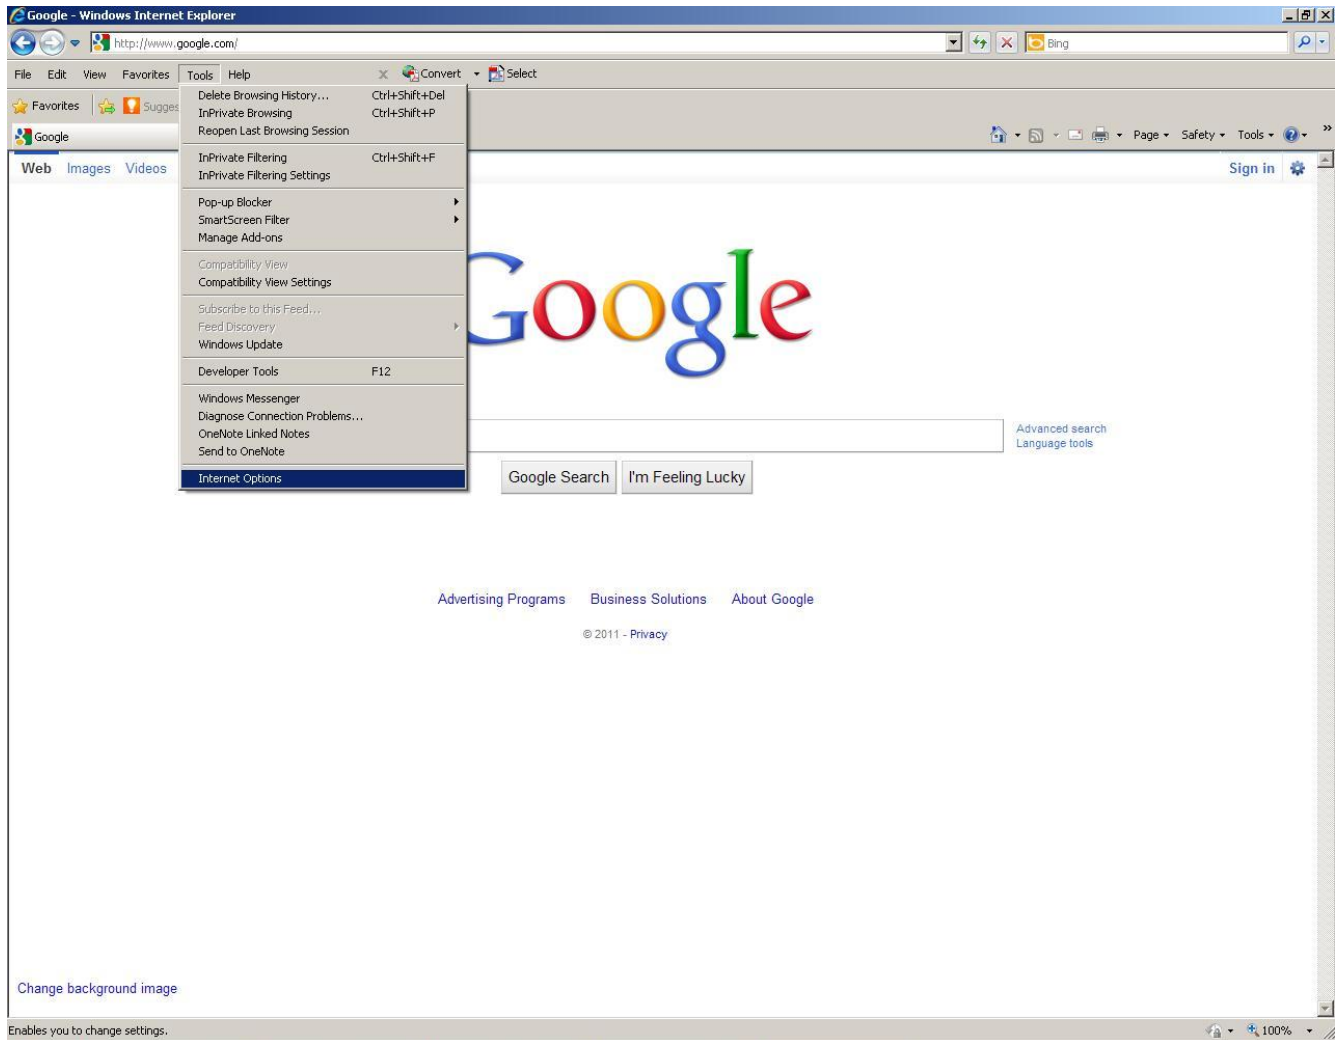 Google - Windows Internet Explorer
http://www.google.com/
Bing
File Edit View Favorites Tools Help x Convert Select
Favorites Sugges
Google
Page Safety Tools
Delete Browsing History... Ctrl+Shift+Del
InPrivate Browsing Ctrl+Shift+P
Reopen Last Browsing Session
InPrivate Filtering Ctrl+Shift+F
InPrivate Filtering Settings
Pop-up Blocker
SmartScreen Filter
Manage Add-ons
Compatibility View
Compatibility View Settings
Subscribe to this Feed...
Feed Discovery
Windows Update
Developer Tools F12
Windows Messenger
Diagnose Connection Problems...
OneNote Linked Notes
Send to OneNote
Internet Options
Web Images Videos
Sign in
Google
Advanced search
Language tools
Google Search I'm Feeling Lucky
Advertising Programs Business Solutions About Google
© 2011 - Privacy
Change background image
Enables you to change settings.
100%